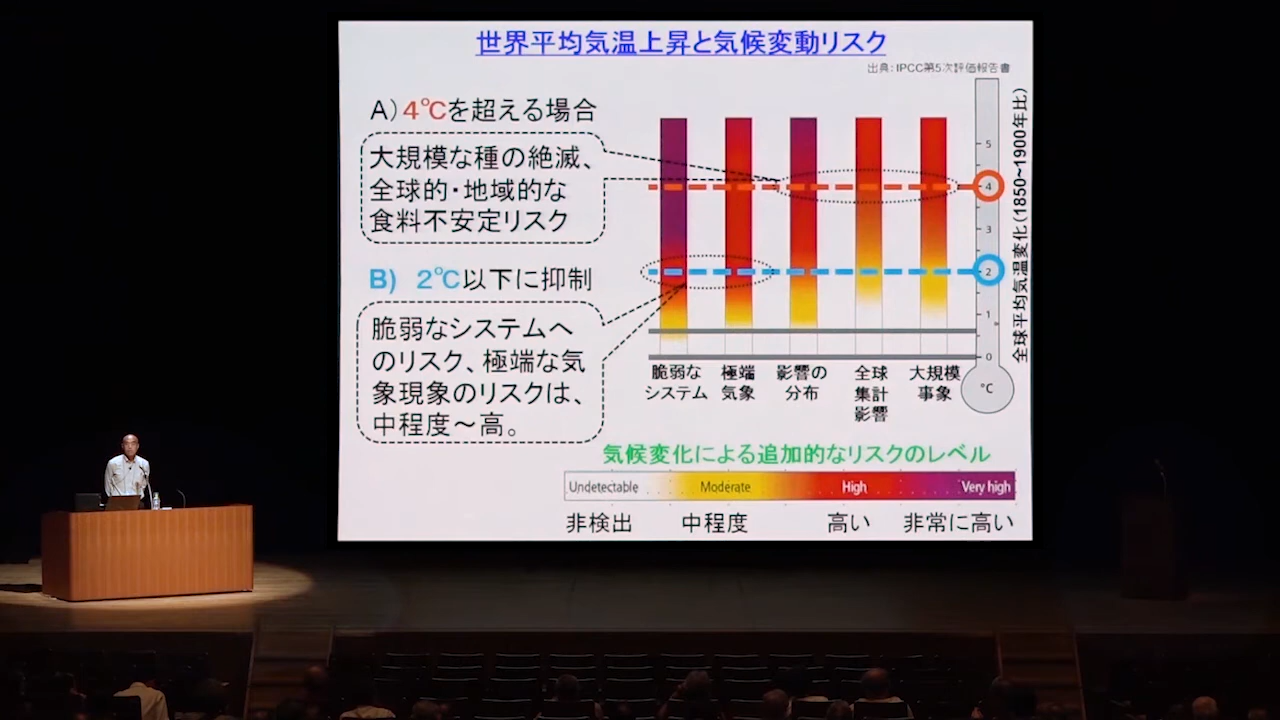 世界平均気温上昇と気候変動リスク
出典: IPCC第5次評価報告書
A）4℃を超える場合
大規模な種の絶滅、
全球的・地域的な
食料不安定リスク
B） 2℃以下に抑制
脆弱なシステムへ
のリスク、極端な気
象現象のリスクは、
中程度～高。
5
4
3
2
1
0
℃
全球平均気温変化（1850~1900年比）
脆弱な
システム
極端
気象
影響の
分布
全球
集計
影響
大規模
事象
気候変化による追加的なリスクのレベル
Undetectable Moderate High Very high
非検出 中程度 高い 非常に高い